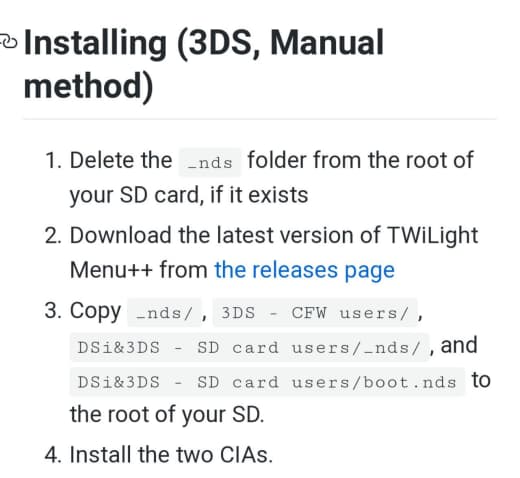 Installing (3DS, Manual
method)
1. Delete the _nds folder from the root of
your SD card, if it exists
2. Download the latest version of TWiLight
Menu++ from the releases page
3. Copy _nds/ , 3DS - CFW users/ ,
DSi&3DS - SD card users/_nds/ , and
DSi&3DS - SD card users/boot.nds to
the root of your SD.
4. Install the two CIAs.